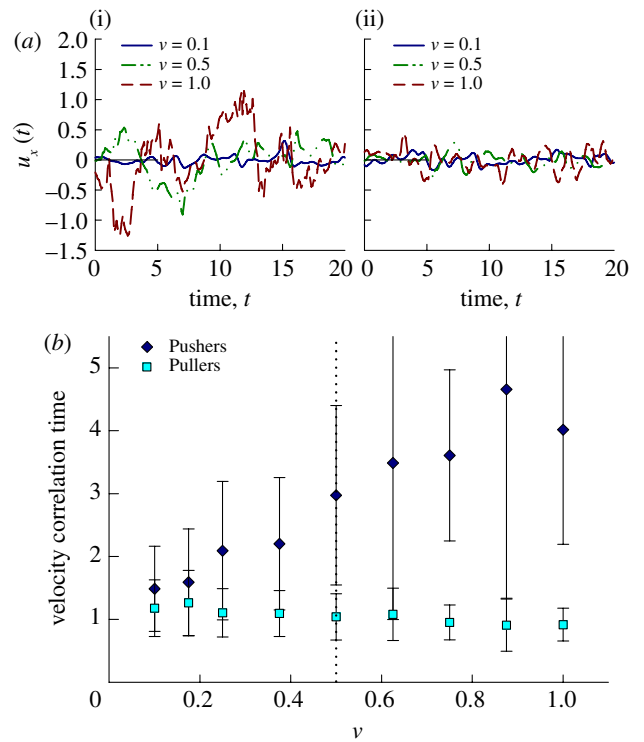 (a) (i) (ii)
2.0 v = 0.1 v = 0.1
1.5 v = 0.5 v = 0.5
1.0 v = 1.0 v = 1.0
0.5
0
−0.5
−1.0
−1.5
u_x (t)
0 5 10 15 20 0 5 10 15 20
time, t time, t
(b) Pushers
Pullers
5
4
3
2
1
0
velocity correlation time
0.2 0.4 0.6 0.8 1.0
v